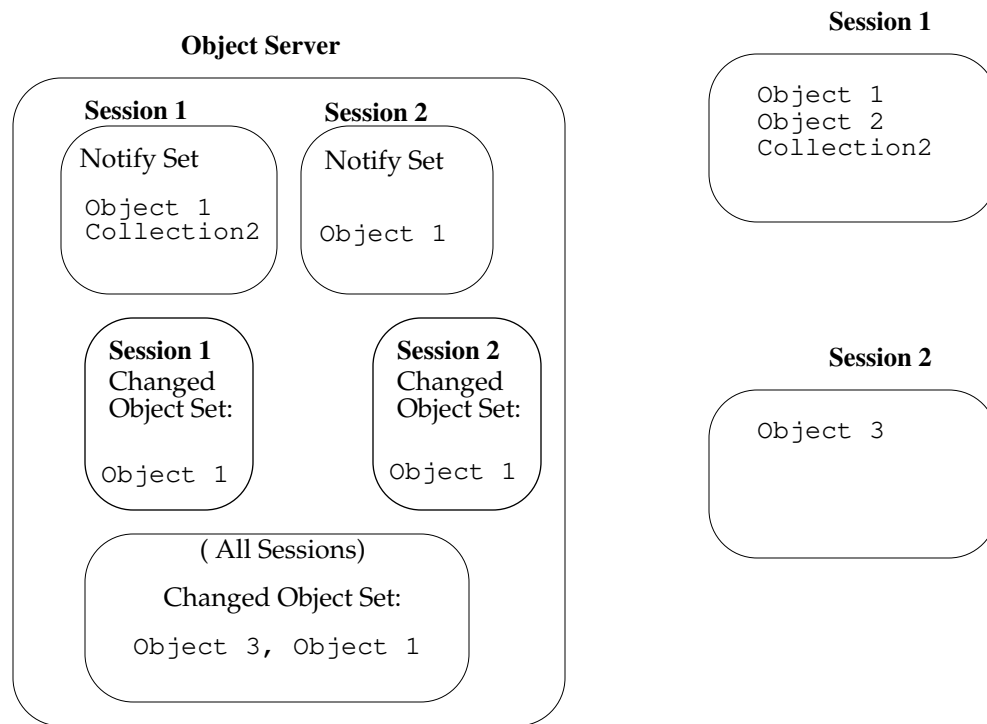 Object Server
Session 1
Notify Set
Object 1
Collection2
Session 2
Notify Set
Object 1
Session 1
Changed
Object Set:
Object 1
Session 2
Changed
Object Set:
Object 1
( All Sessions)
Changed Object Set:
Object 3, Object 1
Session 1
Object 1
Object 2
Collection2
Session 2
Object 3